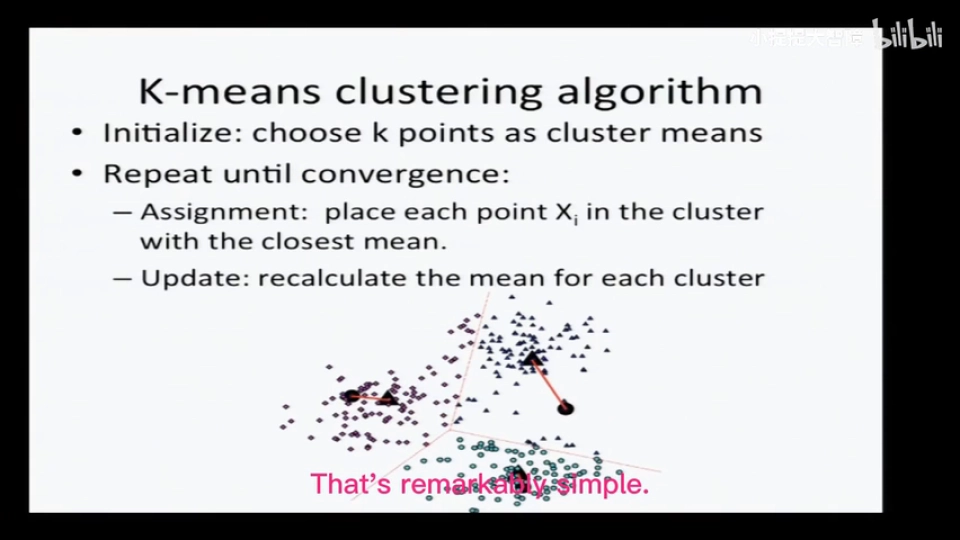 bilibili
K-means clustering algorithm
• Initialize: choose k points as cluster means
• Repeat until convergence:
– Assignment: place each point Xi in the cluster
with the closest mean.
– Update: recalculate the mean for each cluster
That's remarkably simple.